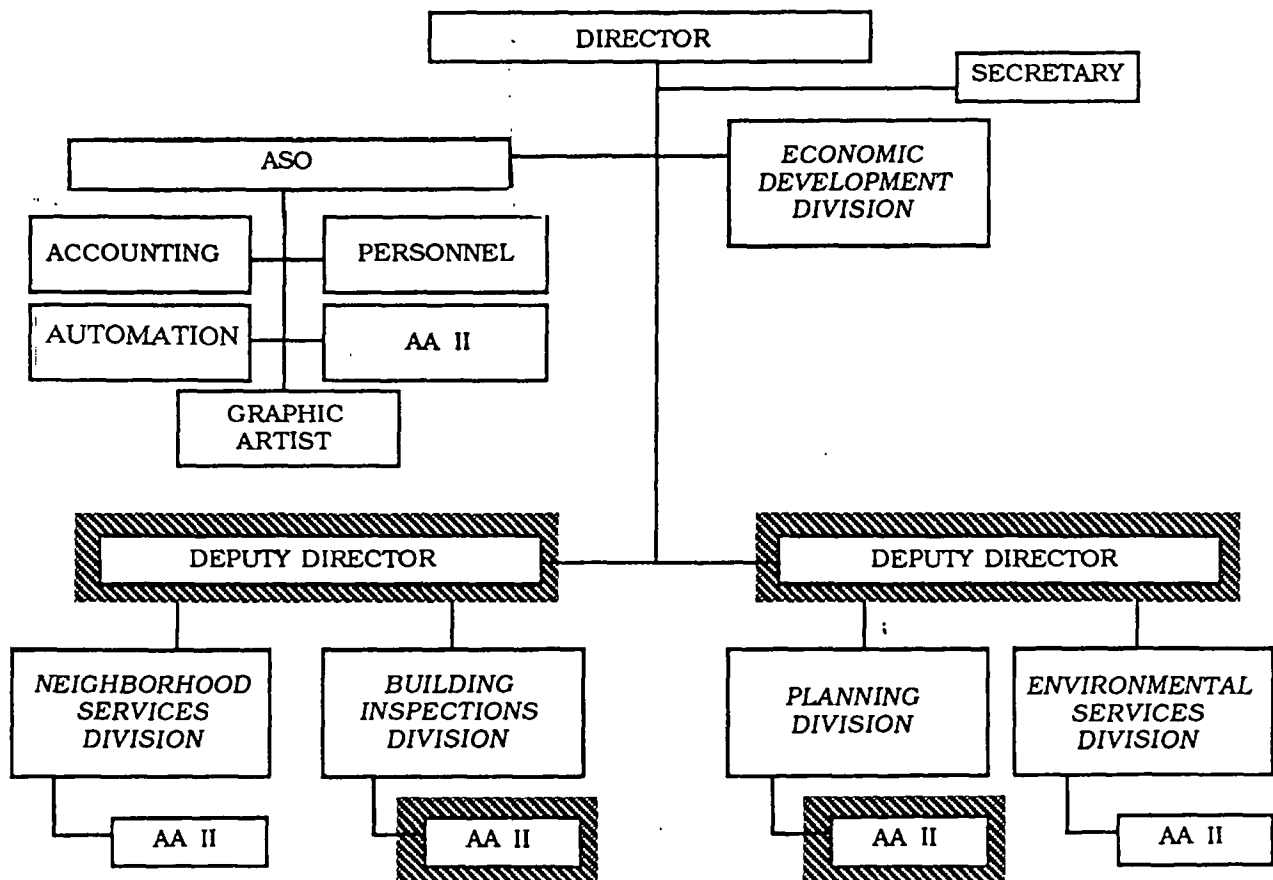 DIRECTOR
SECRETARY
ASO
ECONOMIC
DEVELOPMENT
DIVISION
ACCOUNTING
PERSONNEL
AUTOMATION
AA II
GRAPHIC
ARTIST
DEPUTY DIRECTOR
DEPUTY DIRECTOR
NEIGHBORHOOD
SERVICES
DIVISION
BUILDING
INSPECTIONS
DIVISION
PLANNING
DIVISION
ENVIRONMENTAL
SERVICES
DIVISION
AA II
AA II
AA II
AA II